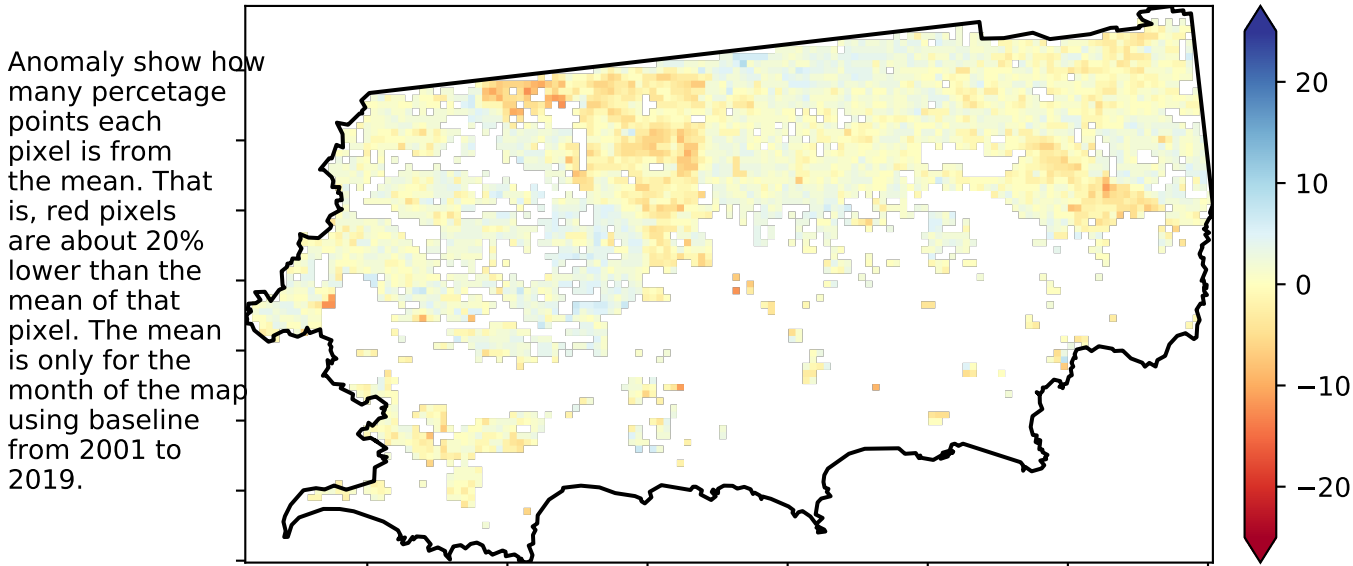 Anomaly show how
many percetage
points each
pixel is from
the mean. That
is, red pixels
are about 20%
lower than the
mean of that
pixel. The mean
is only for the
month of the map
using baseline
from 2001 to
2019.
20
10
0
−10
−20